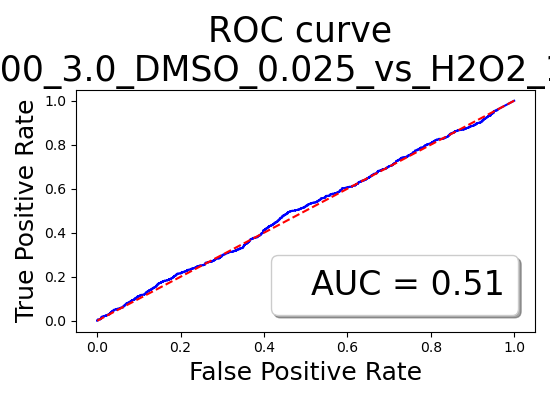 ROC curve
00_3.0_DMSO_0.025_vs_H2O2_
True Positive Rate
1.0
0.8
0.6
0.4
0.2
0.0
AUC = 0.51
0.0 0.2 0.4 0.6 0.8 1.0
False Positive Rate